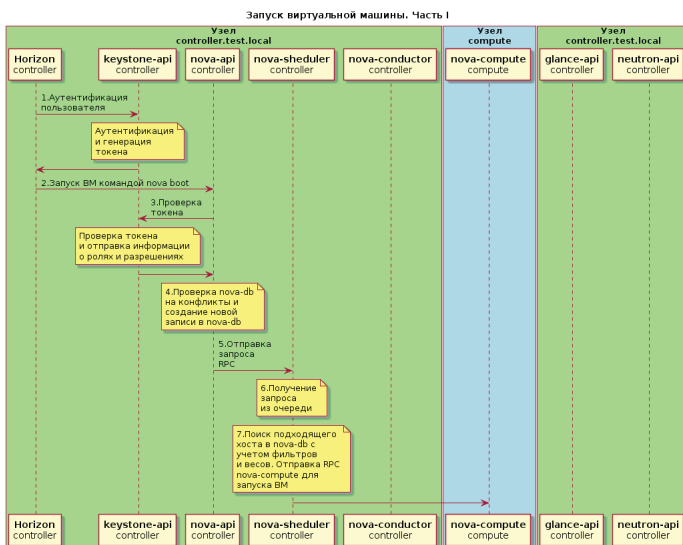 Запуск виртуальной машины. Часть I
Узел
controller.test.local
Узел
compute
Узел
controller.test.local
Horizon
controller
keystone-api
controller
nova-api
controller
nova-sheduler
controller
nova-conductor
controller
nova-compute
compute
glance-api
controller
neutron-api
controller
1.Аутентификация
пользователя
Аутентификация
и генерация
токена
2.Запуск ВМ командой nova boot
3.Проверка
токена
Проверка токена
и отправка информации
о ролях и разрешениях
4.Проверка nova-db
на конфликты и
создание новой
записи в nova-db
5.Отправка
запроса
RPC
6.Получение
запроса
из очереди
7.Поиск подходящего
хоста в nova-db с
учетом фильтров
и весов. Отправка RPC
nova-compute для
запуска ВМ
Horizon
controller
keystone-api
controller
nova-api
controller
nova-sheduler
controller
nova-conductor
controller
nova-compute
compute
glance-api
controller
neutron-api
controller